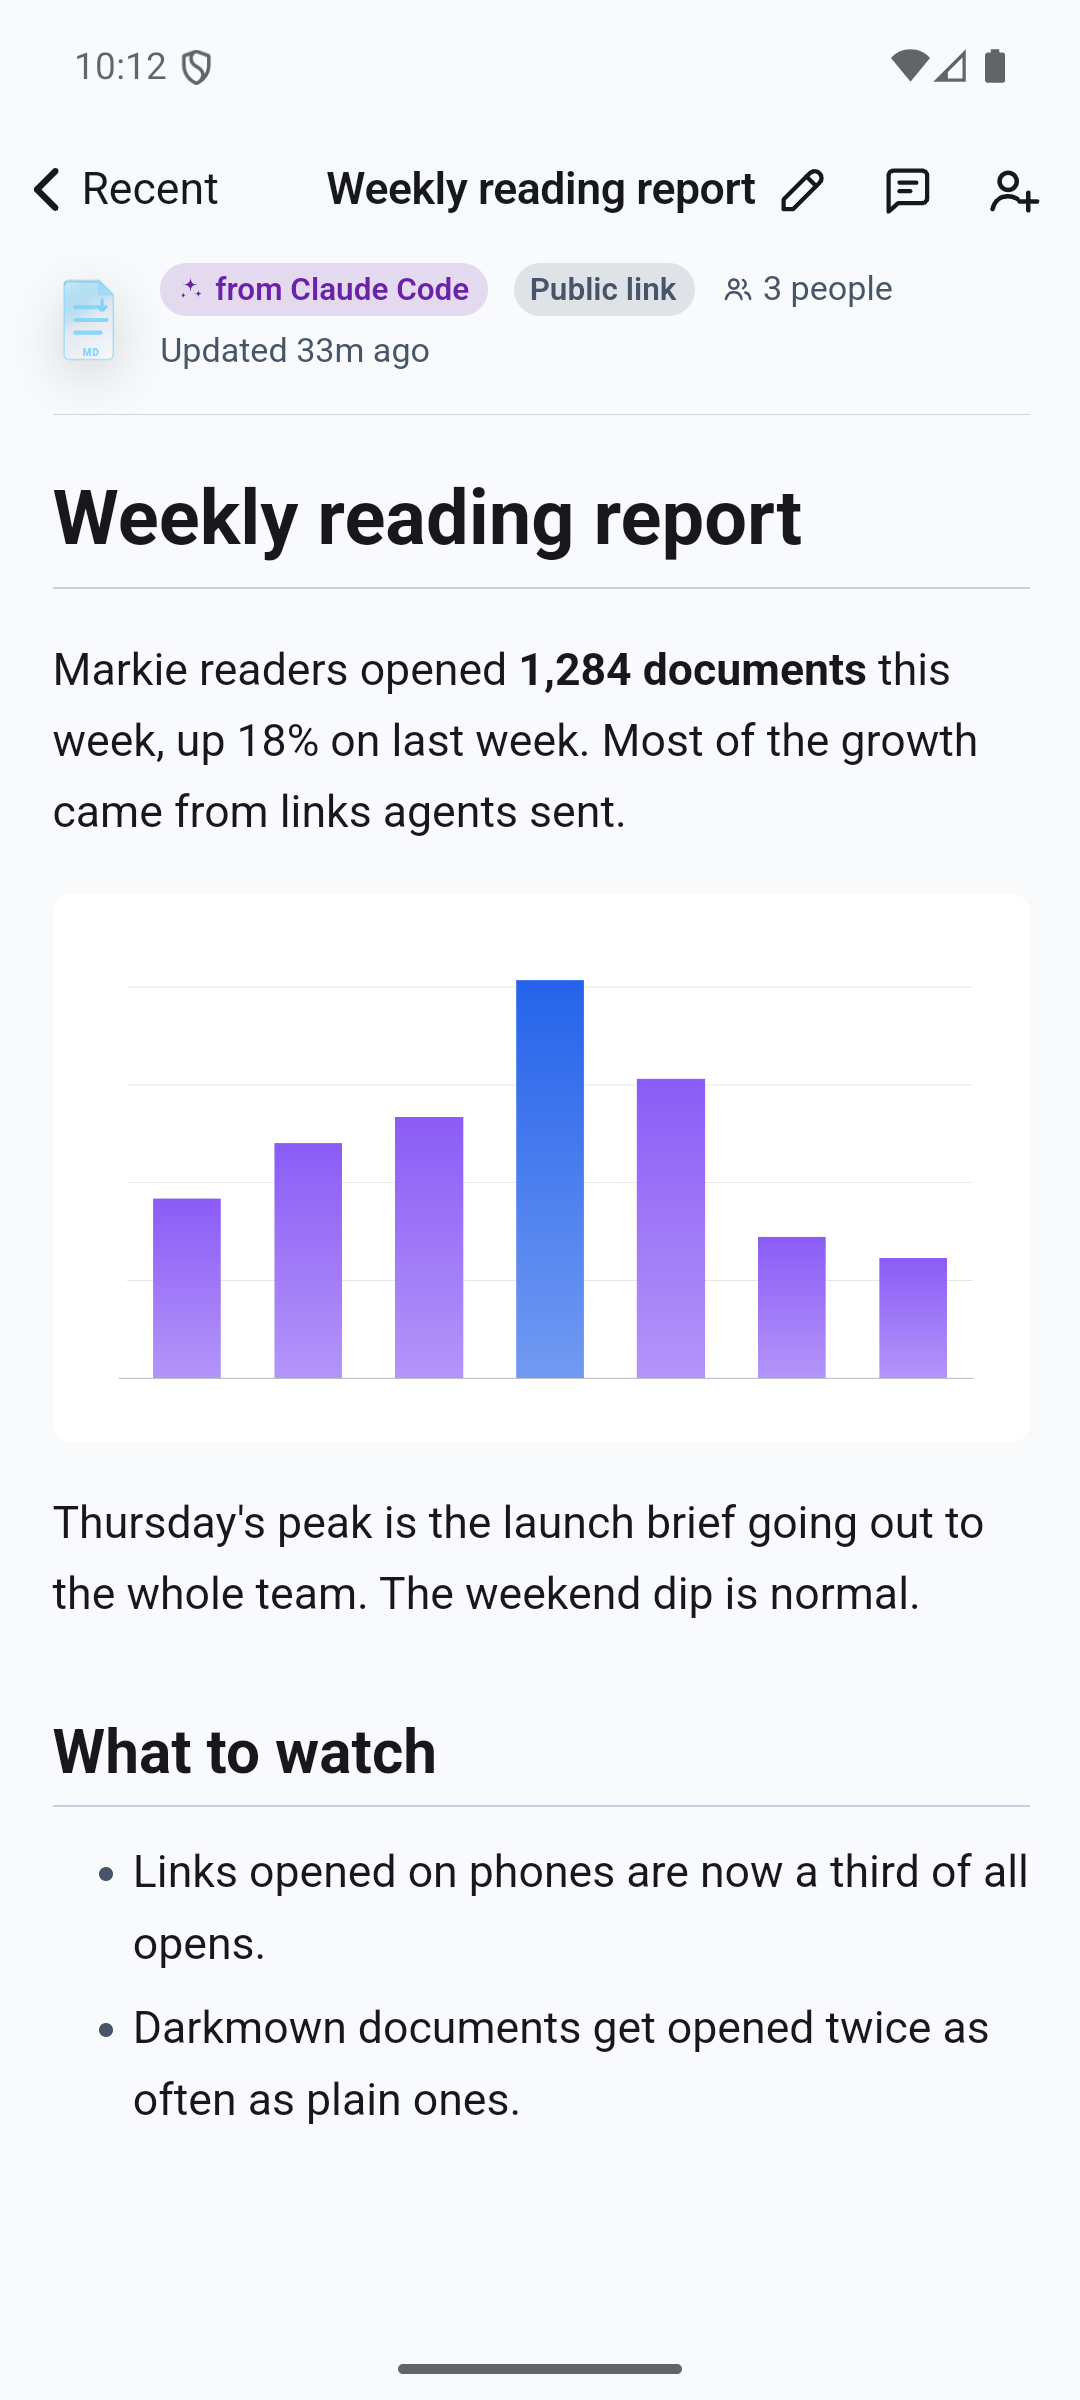 10:12
Recent
Weekly reading report
from Claude Code
Public link
3 people
MD
Updated 33m ago
Weekly reading report
Markie readers opened 1,284 documents this
week, up 18% on last week. Most of the growth
came from links agents sent.
Thursday's peak is the launch brief going out to
the whole team. The weekend dip is normal.
What to watch
Links opened on phones are now a third of all
opens.
Darkmown documents get opened twice as
often as plain ones.